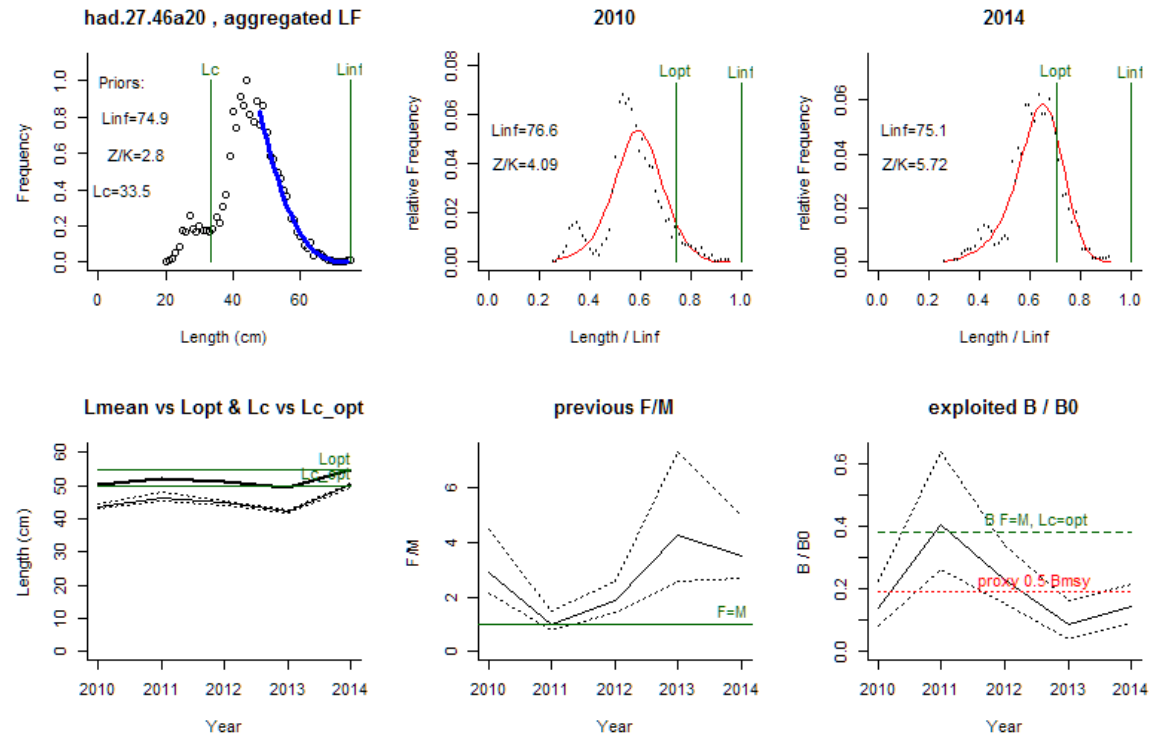 had.27.46a20 , aggregated LF
Frequency
0.0 0.2 0.4 0.6 0.8 1.0
Lc
Linf
Priors:
Linf=74.9
Z/K=2.8
Lc=33.5
0 20 40 60
Length (cm)
2010
relative Frequency
0.00 0.02 0.04 0.06 0.08
Lopt
Linf
Linf=76.6
Z/K=4.09
0.0 0.2 0.4 0.6 0.8 1.0
Length / Linf
2014
relative Frequency
0.00 0.02 0.04 0.06
Lopt
Linf
Linf=75.1
Z/K=5.72
0.0 0.2 0.4 0.6 0.8 1.0
Length / Linf
Lmean vs Lopt & Lc vs Lc_opt
Length (cm)
0 10 20 30 40 50 60
Lopt
Lc_opt
2010 2011 2012 2013 2014
Year
previous F/M
F/M
0 2 4 6
F=M
2010 2011 2012 2013 2014
Year
exploited B / B0
B / B0
0.0 0.2 0.4 0.6
B F=M, Lc=opt
proxy 0.5 Bmsy
2010 2011 2012 2013 2014
Year